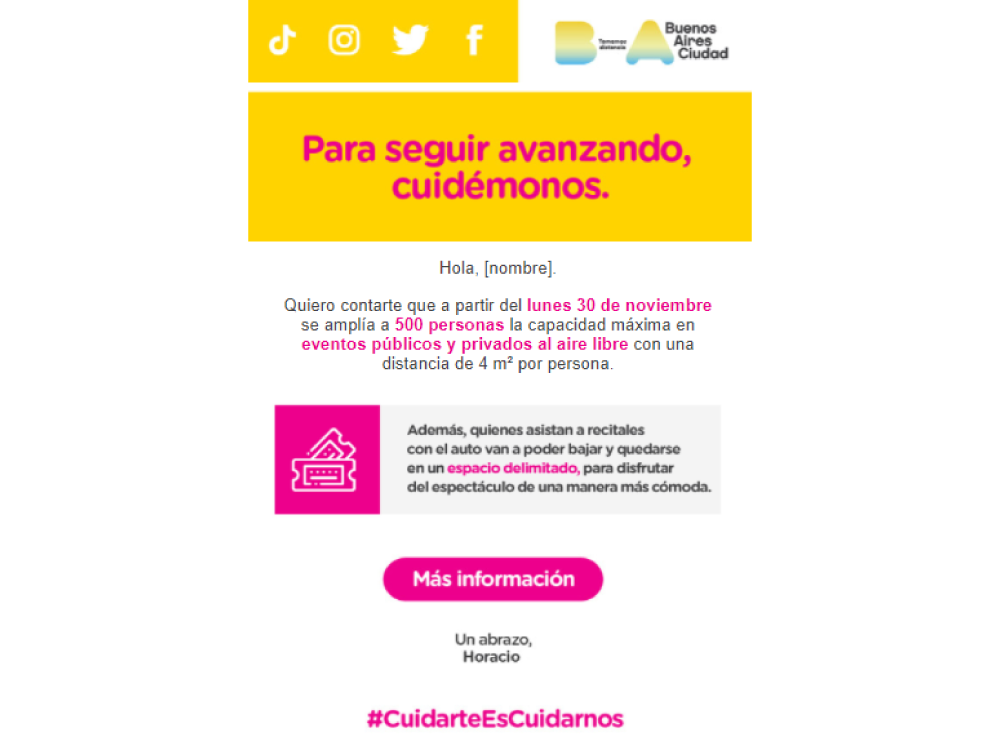 Tomemos
distancia
Buenos
Aires
Ciudad
Para seguir avanzando,
cuidémonos.
Hola, [nombre].
Quiero contarte que a partir del lunes 30 de noviembre
se amplía a 500 personas la capacidad máxima en
eventos públicos y privados al aire libre con una
distancia de 4 m² por persona.
Además, quienes asistan a recitales
con el auto van a poder bajar y quedarse
en un espacio delimitado, para disfrutar
del espectáculo de una manera más cómoda.
Más información
Un abrazo,
Horacio
#CuidarteEsCuidarnos